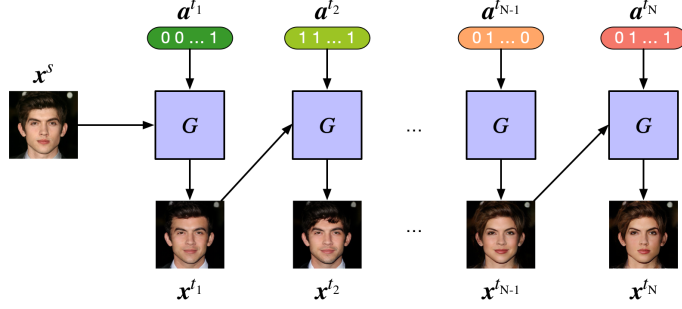 a^{t_1} a^{t_2} a^{t_{N-1}} a^{t_N}
0 0 ... 1 1 1 ... 1 0 1 ... 0 0 1 ... 1
x^s
G G ... G G
...
x^{t_1} x^{t_2} x^{t_{N-1}} x^{t_N}